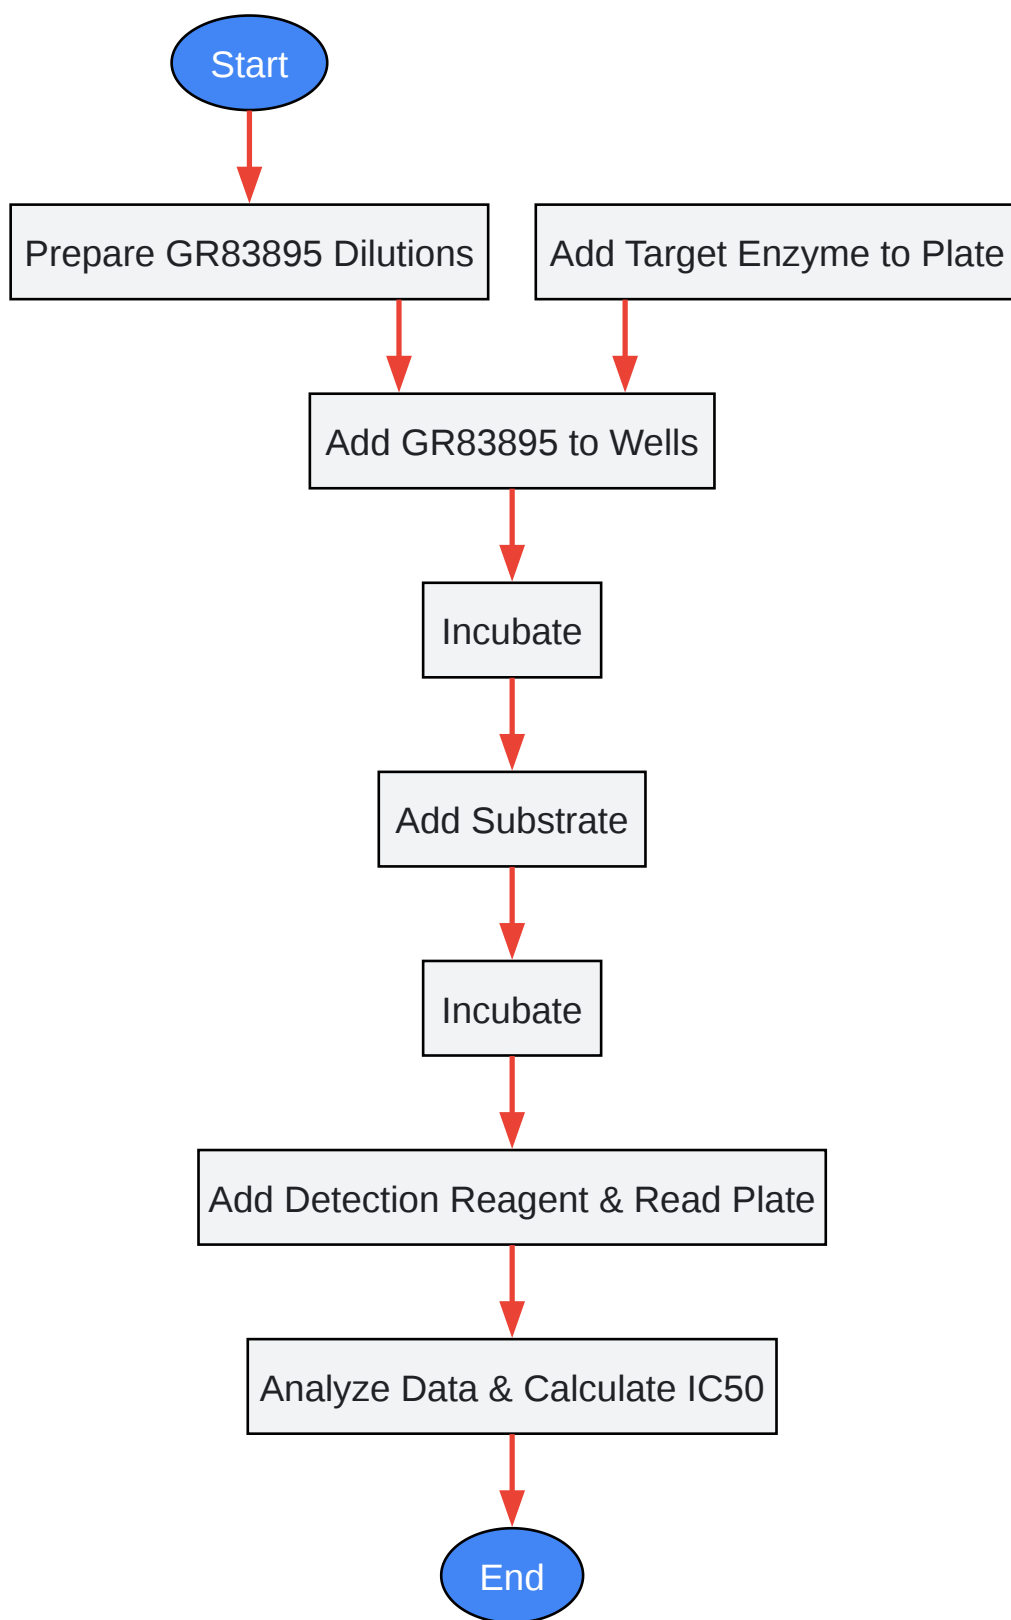 Start
Prepare GR83895 Dilutions
Add Target Enzyme to Plate
Add GR83895 to Wells
Incubate
Add Substrate
Incubate
Add Detection Reagent & Read Plate
Analyze Data & Calculate IC50
End